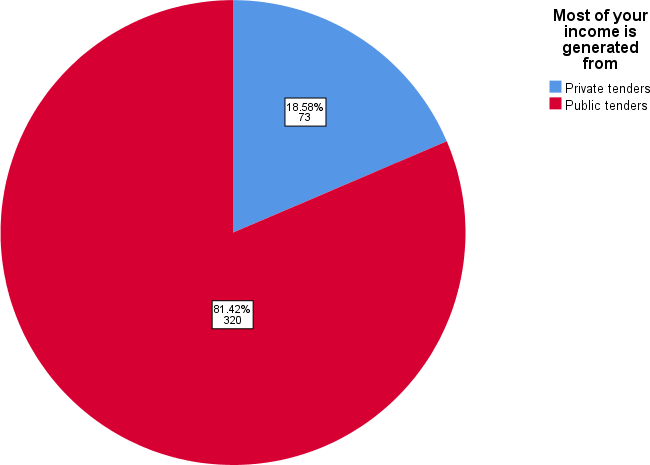 Most of your
income is
generated
from
Private tenders
Public tenders
18.58%
73
81.42%
320